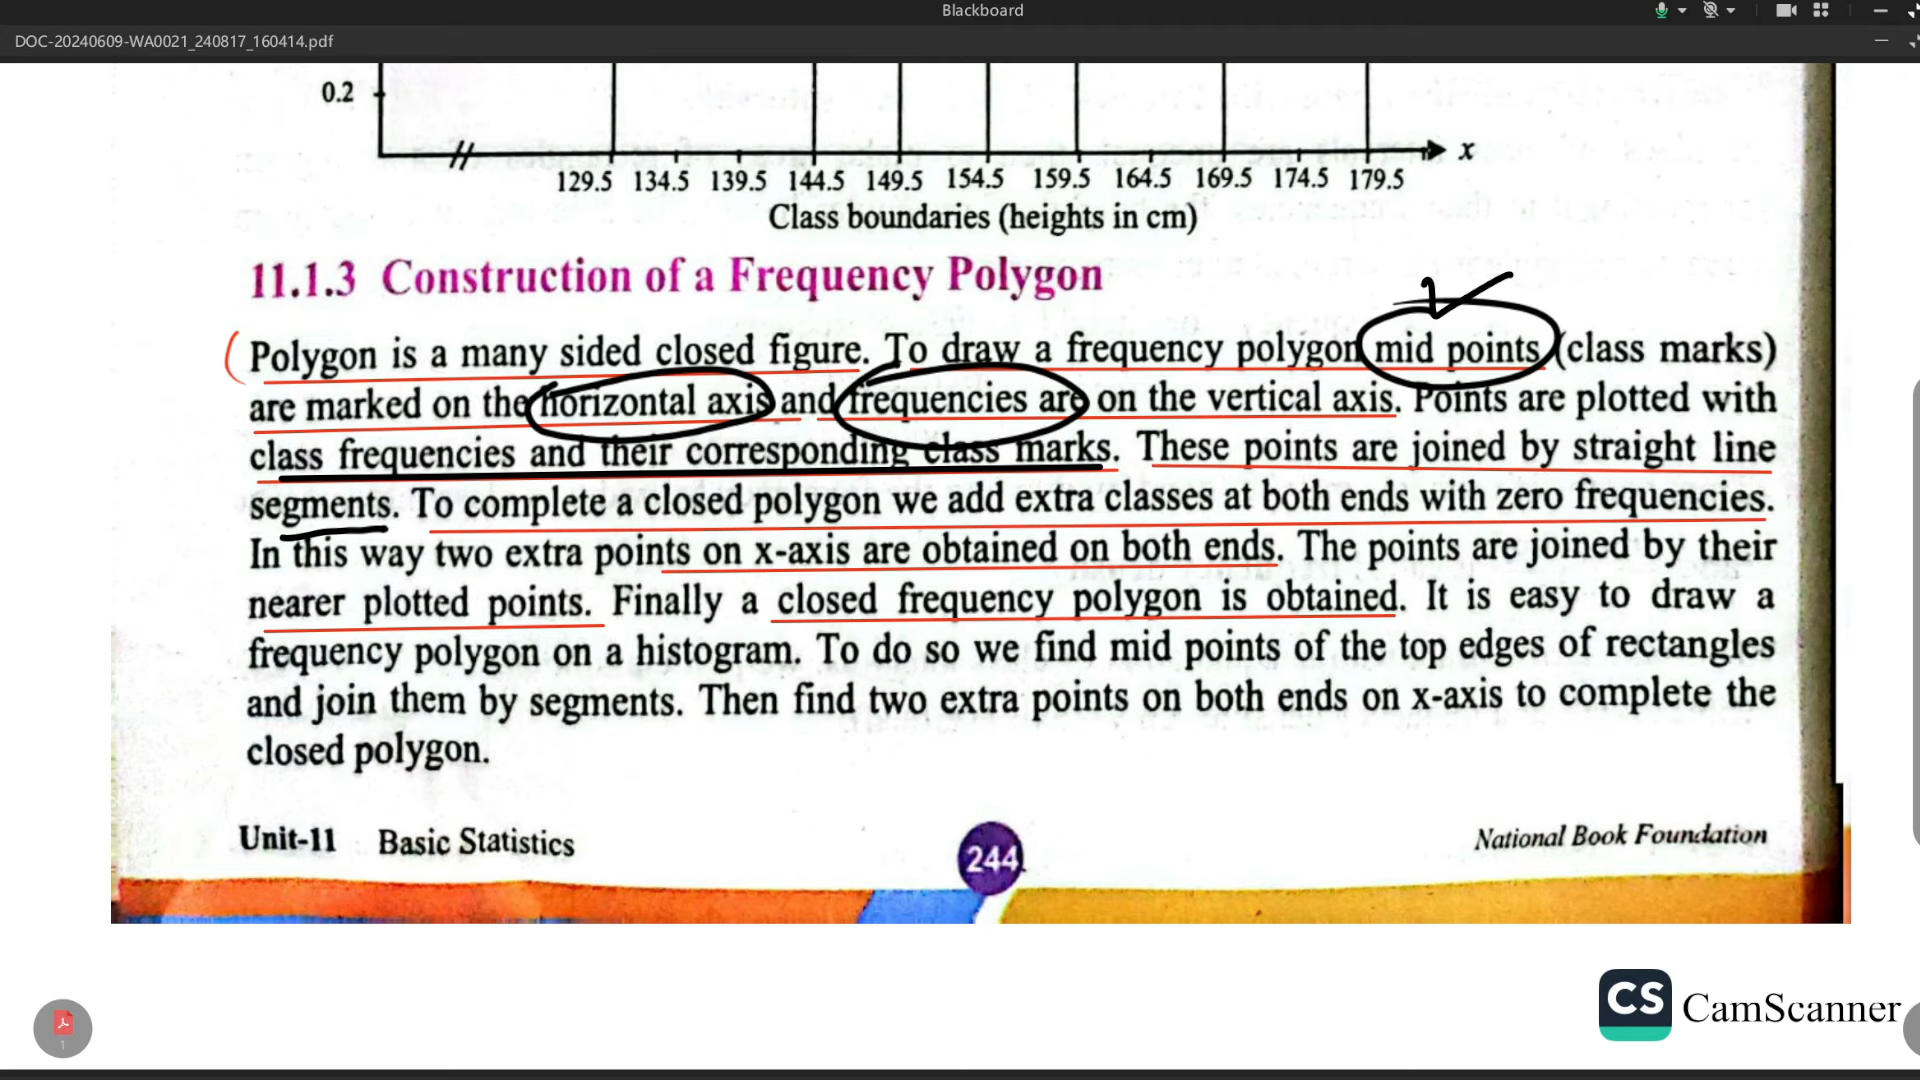 Blackboard
DOC-20240609-WA0021_240817_160414.pdf
0.2
x
129.5 134.5 139.5 144.5 149.5 154.5 159.5 164.5 169.5 174.5 179.5
Class boundaries (heights in cm)
11.1.3 Construction of a Frequency Polygon
Polygon is a many sided closed figure. To draw a frequency polygon mid points (class marks)
are marked on the horizontal axis and frequencies are on the vertical axis. Points are plotted with
class frequencies and their corresponding class marks. These points are joined by straight line
segments. To complete a closed polygon we add extra classes at both ends with zero frequencies.
In this way two extra points on x-axis are obtained on both ends. The points are joined by their
nearer plotted points. Finally a closed frequency polygon is obtained. It is easy to draw a
frequency polygon on a histogram. To do so we find mid points of the top edges of rectangles
and join them by segments. Then find two extra points on both ends on x-axis to complete the
closed polygon.
Unit-11 Basic Statistics
244
National Book Foundation
CS CamScanner
1